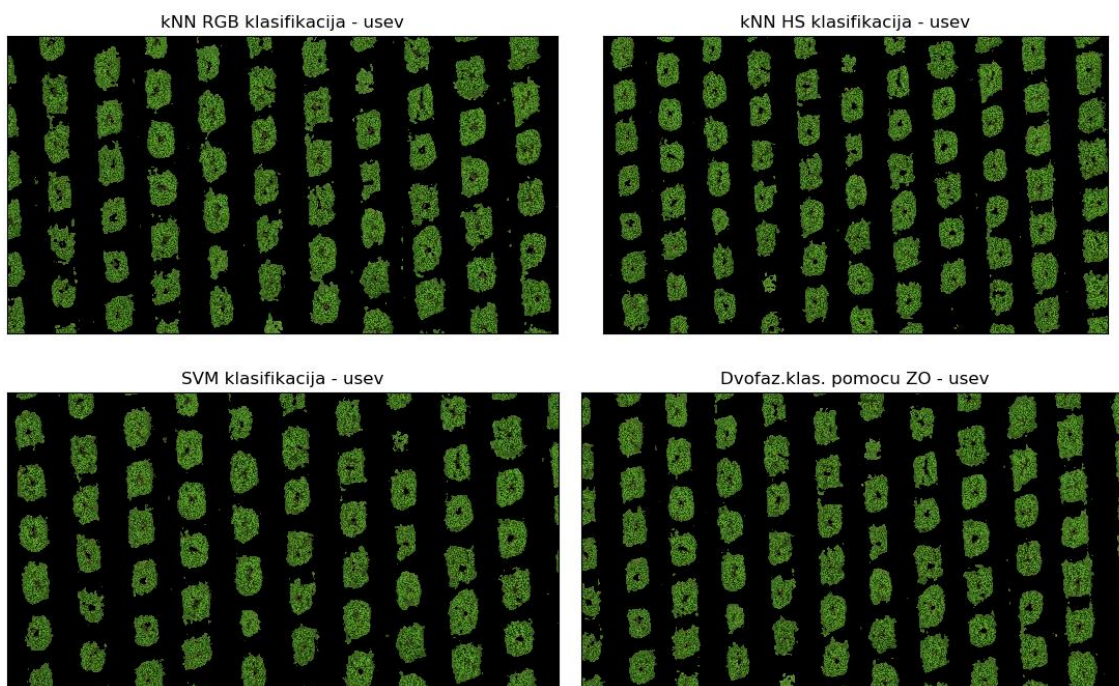 kNN RGB klasifikacija - usev
kNN HS klasifikacija - usev
SVM klasifikacija - usev
Dvofaz.klas. pomocu ZO - usev